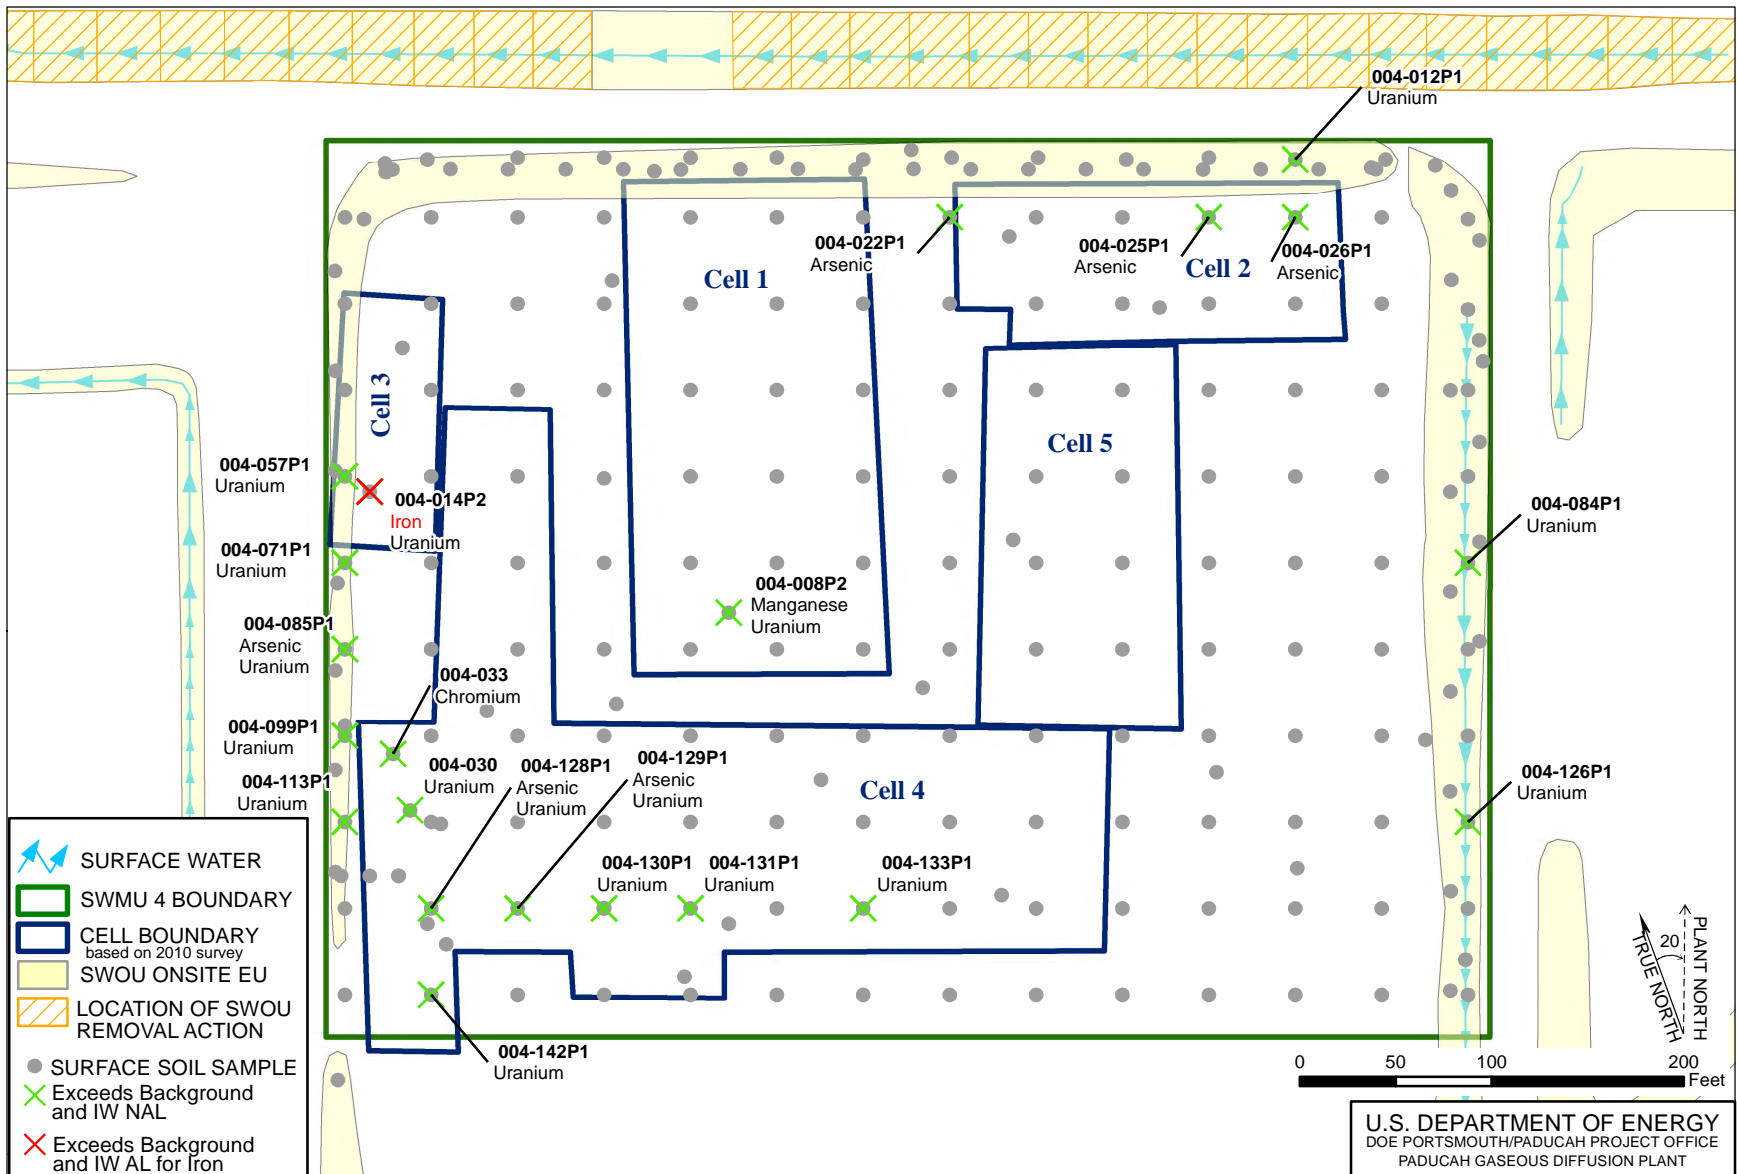 004-012P1
Uranium
004-022P1
Arsenic
004-025P1
Arsenic
004-026P1
Arsenic
Cell 1
Cell 2
Cell 3
Cell 5
004-057P1
Uranium
004-014P2
Iron
Uranium
004-084P1
Uranium
004-071P1
Uranium
004-008P2
Manganese
Uranium
004-085P1
Arsenic
Uranium
004-033
Chromium
004-099P1
Uranium
004-030
Uranium
004-128P1
Arsenic
Uranium
004-129P1
Arsenic
Uranium
Cell 4
004-126P1
Uranium
004-113P1
Uranium
004-130P1
Uranium
004-131P1
Uranium
004-133P1
Uranium
004-142P1
Uranium
SURFACE WATER
SWMU 4 BOUNDARY
CELL BOUNDARY
based on 2010 survey
SWOU ONSITE EU
LOCATION OF SWOU
REMOVAL ACTION
SURFACE SOIL SAMPLE
Exceeds Background
and IW NAL
Exceeds Background
and IW AL for Iron
TRUE NORTH
20
PLANT NORTH
0 50 100 200
Feet
U.S. DEPARTMENT OF ENERGY
DOE PORTSMOUTH/PADUCAH PROJECT OFFICE
PADUCAH GASEOUS DIFFUSION PLANT